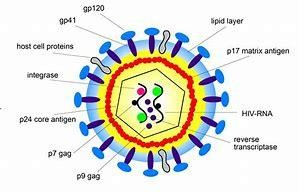 gp120
gp41
lipid layer
host cell proteins
p17 matrix antigen
integrase
p24 core antigen
HIV-RNA
p7 gag
reverse
transcriptase
p9 gag